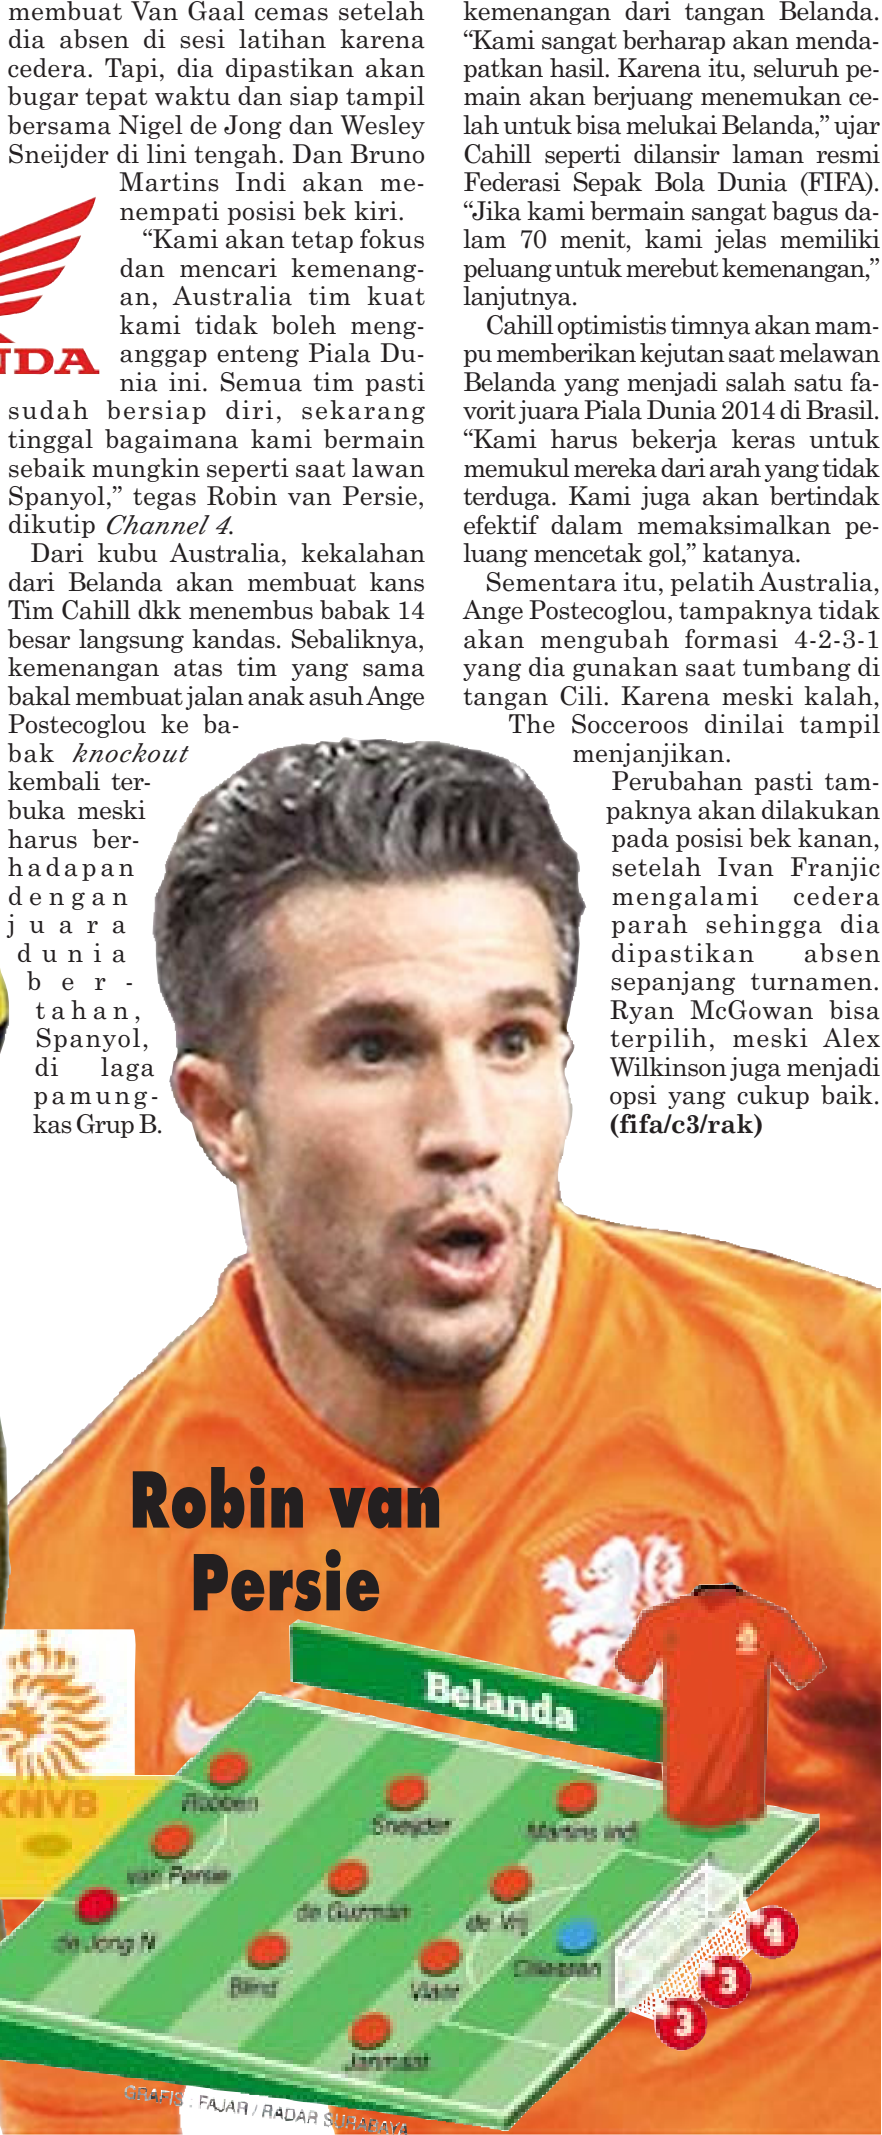 membuat Van Gaal cemas setelah
dia absen di sesi latihan karena
cedera. Tapi, dia dipastikan akan
bugar tepat waktu dan siap tampil
bersama Nigel de Jong dan Wesley
Sneijder di lini tengah. Dan Bruno
Martins Indi akan me-
nempati posisi bek kiri.
“Kami akan tetap fokus
dan mencari kemenang-
an, Australia tim kuat
kami tidak boleh meng-
anggap enteng Piala Du-
nia ini. Semua tim pasti
sudah bersiap diri, sekarang
tinggal bagaimana kami bermain
sebaik mungkin seperti saat lawan
Spanyol,” tegas Robin van Persie,
dikutip Channel 4.
Dari kubu Australia, kekalahan
dari Belanda akan membuat kans
Tim Cahill dkk menembus babak 14
besar langsung kandas. Sebaliknya,
kemenangan atas tim yang sama
bakal membuat jalan anak asuh Ange
Postecoglou ke ba-
bak knockout
kembali ter-
buka meski
harus ber-
hadapan
dengan
juara
dunia
ber-
tahan,
Spanyol,
di laga
pamung-
kas Grup B.
kemenangan dari tangan Belanda.
“Kami sangat berharap akan menda-
patkan hasil. Karena itu, seluruh pe-
main akan berjuang menemukan ce-
lah untuk bisa melukai Belanda,” ujar
Cahill seperti dilansir laman resmi
Federasi Sepak Bola Dunia (FIFA).
“Jika kami bermain sangat bagus da-
lam 70 menit, kami jelas memiliki
peluang untuk merebut kemenangan,”
lanjutnya.
Cahill optimistis timnya akan mam-
pu memberikan kejutan saat melawan
Belanda yang menjadi salah satu fa-
vorit juara Piala Dunia 2014 di Brasil.
“Kami harus bekerja keras untuk
memukul mereka dari arah yang tidak
terduga. Kami juga akan bertindak
efektif dalam memaksimalkan pe-
luang mencetak gol,” katanya.
Sementara itu, pelatih Australia,
Ange Postecoglou, tampaknya tidak
akan mengubah formasi 4-2-3-1
yang dia gunakan saat tumbang di
tangan Cili. Karena meski kalah,
The Socceroos dinilai tampil
menjanjikan.
Perubahan pasti tam-
paknya akan dilakukan
pada posisi bek kanan,
setelah Ivan Franjic
mengalami cedera
parah sehingga dia
dipastikan absen
sepanjang turnamen.
Ryan McGowan bisa
terpilih, meski Alex
Wilkinson juga menjadi
opsi yang cukup baik.
(fifa/c3/rak)
Robin van
Persie
Belanda
KNVB
Robben
Sneijder
Martins Indi
van Persie
de Guzman
de Vrij
de Jong N
Blind
Vlaar
Cillessen
Janmaat
4
3
3
GRAFIS : FAJAR / RADAR SURABAYA